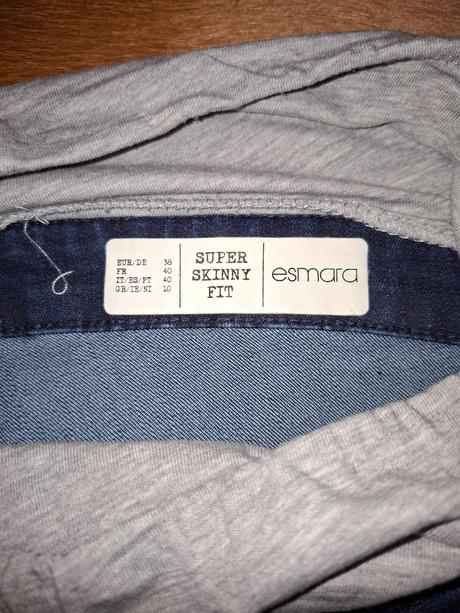 EUR/DE 38
FR 40
IT/ES/PT 40
GB/IE/NI 10
SUPER
SKINNY
FIT
esmara